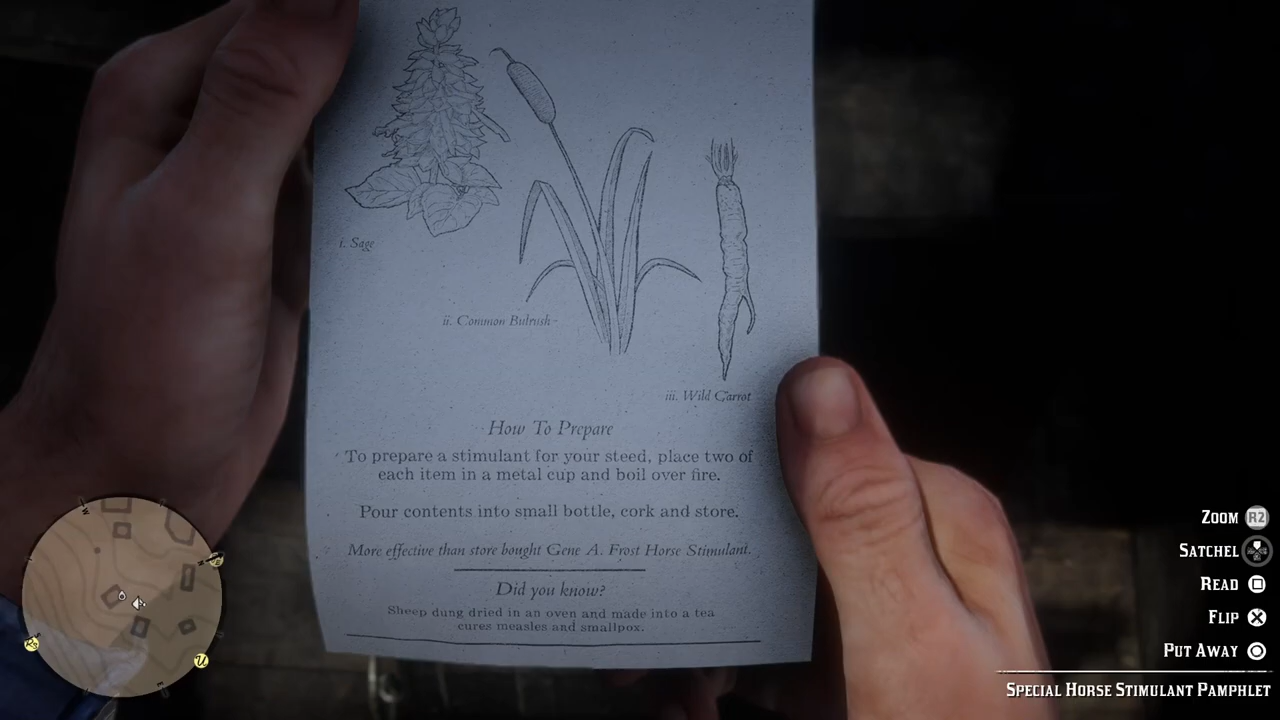 i. Sage
ii. Common Bulrush
iii. Wild Carrot
How To Prepare
To prepare a stimulant for your steed, place two of
each item in a metal cup and boil over fire.
Pour contents into small bottle, cork and store.
More effective than store bought Gene A. Frost Horse Stimulant.
Did you know?
Sheep dung dried in an oven and made into a tea
cures measles and smallpox.
ZOOM R2
SATCHEL
READ
FLIP
PUT AWAY
SPECIAL HORSE STIMULANT PAMPHLET
W
U
E